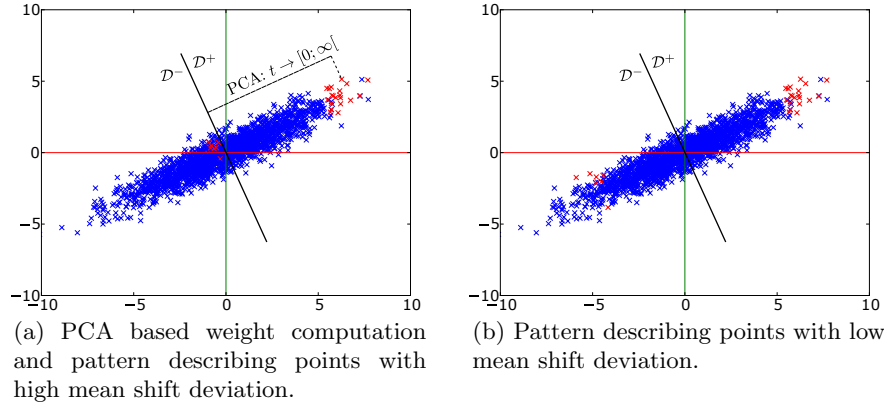 10
5
0
−5
−10
−10
−5
0
5
10
𝒟⁻ 𝒟⁺
PCA: t → [0; ∞[
10
5
0
−5
−10
−10
−5
0
5
10
𝒟⁻ 𝒟⁺
(a) PCA based weight computation
and pattern describing points with
high mean shift deviation.
(b) Pattern describing points with low
mean shift deviation.